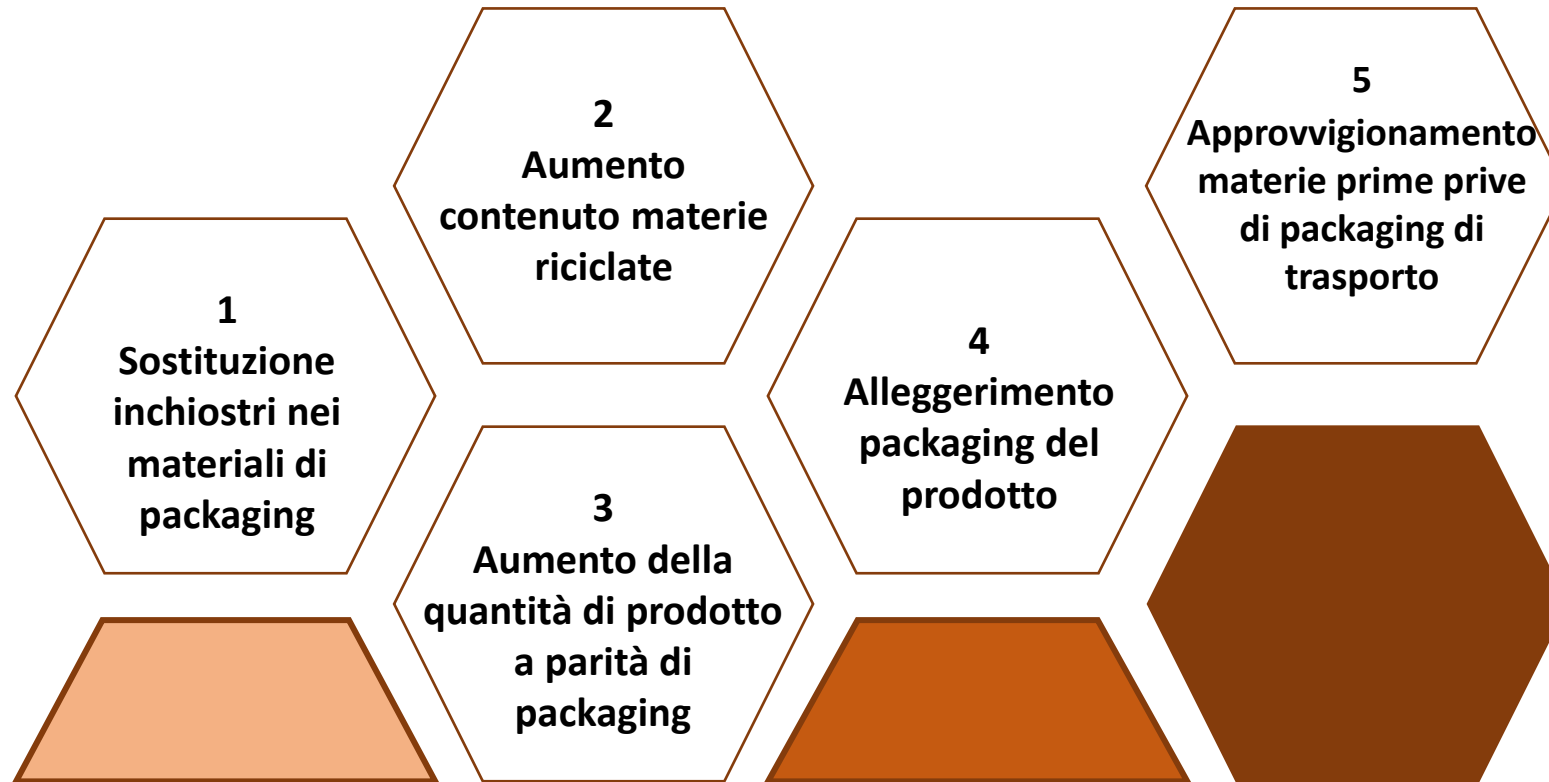 1
Sostituzione
inchiostri nei
materiali di
packaging
2
Aumento
contenuto materie
riciclate
3
Aumento della
quantità di prodotto
a parità di
packaging
4
Alleggerimento
packaging del
prodotto
5
Approvvigionamento
materie prime prive
di packaging di
trasporto